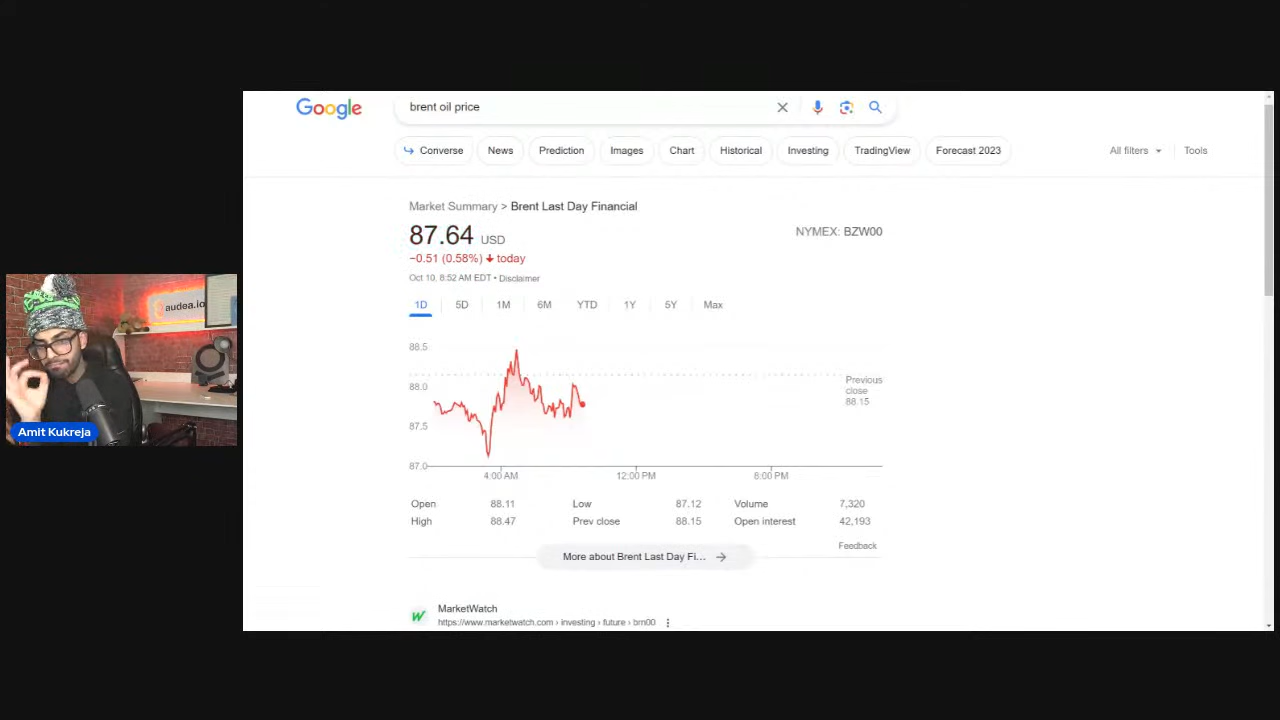 Google
brent oil price
Converse
News
Prediction
Images
Chart
Historical
Investing
TradingView
Forecast 2023
All filters
Tools
Market Summary > Brent Last Day Financial
87.64 USD
NYMEX: BZW00
−0.51 (0.58%) today
Oct 10, 8:52 AM EDT • Disclaimer
1D
5D
1M
6M
YTD
1Y
5Y
Max
88.5
88.0
87.5
87.0
Previous
close
88.15
4:00 AM
12:00 PM
8:00 PM
Open 88.11
Low 87.12
Volume 7,320
High 88.47
Prev close 88.15
Open interest 42,193
Feedback
More about Brent Last Day Fi...
MarketWatch
https://www.marketwatch.com › investing › future › brn00
audea.io
Amit Kukreja